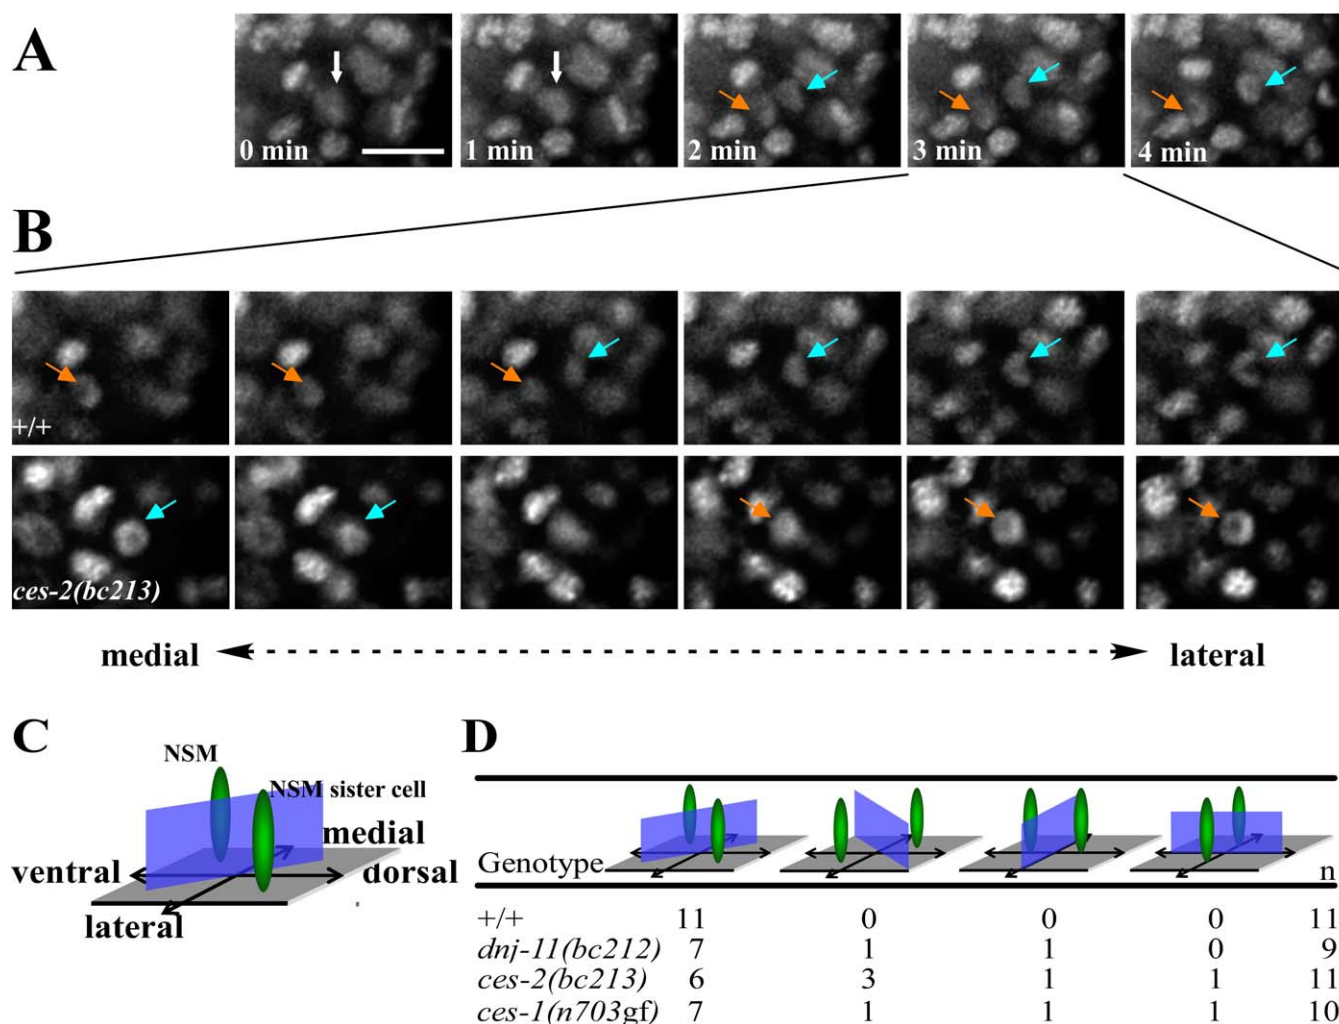 A
0 min
1 min
2 min
3 min
4 min
B
+/+
ces-2(bc213)
medial
lateral
C
NSM
NSM sister cell
medial
ventral
dorsal
lateral
D
Genotype n
+/+ 11 0 0 0 11
dnj-11(bc212) 7 1 1 0 9
ces-2(bc213) 6 3 1 1 11
ces-1(n703gf) 7 1 1 1 10